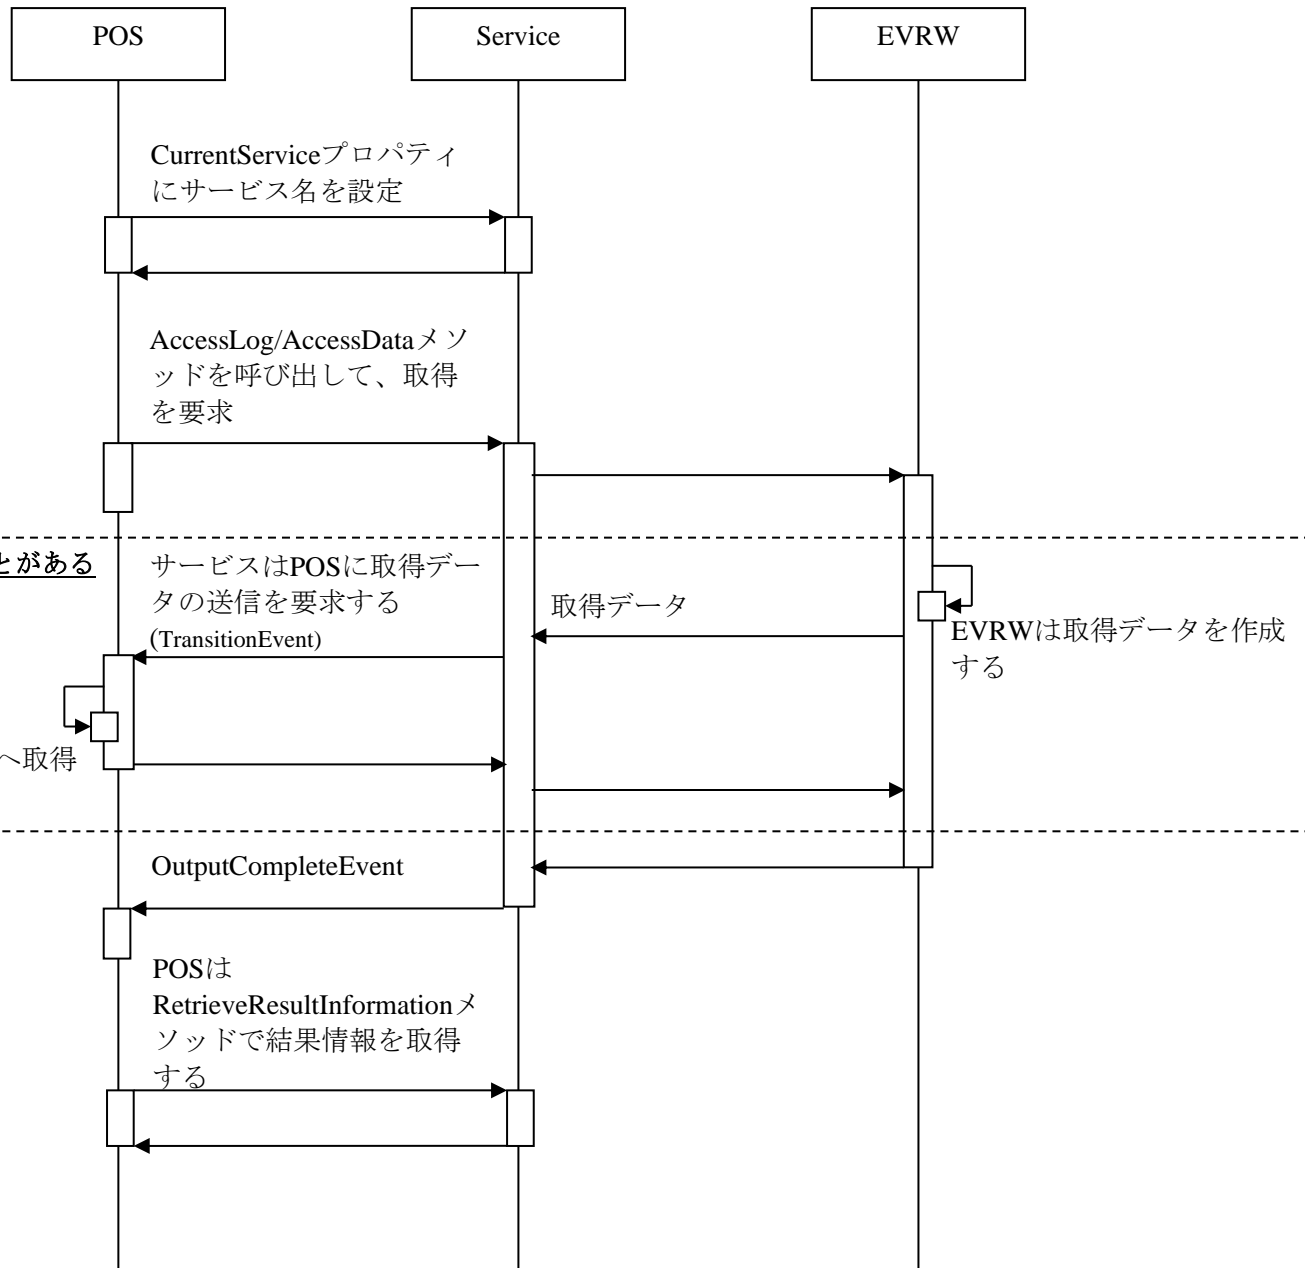 POS
Service
EVRW
CurrentServiceプロパティ
にサービス名を設定
AccessLog/AccessDataメソ
ッドを呼び出して、取得
を要求
とがある
サービスはPOSに取得デー
タの送信を要求する
(TransitionEvent)
取得データ
EVRWは取得データを作成
する
へ取得
OutputCompleteEvent
POSは
RetrieveResultInformationメ
ソッドで結果情報を取得
する